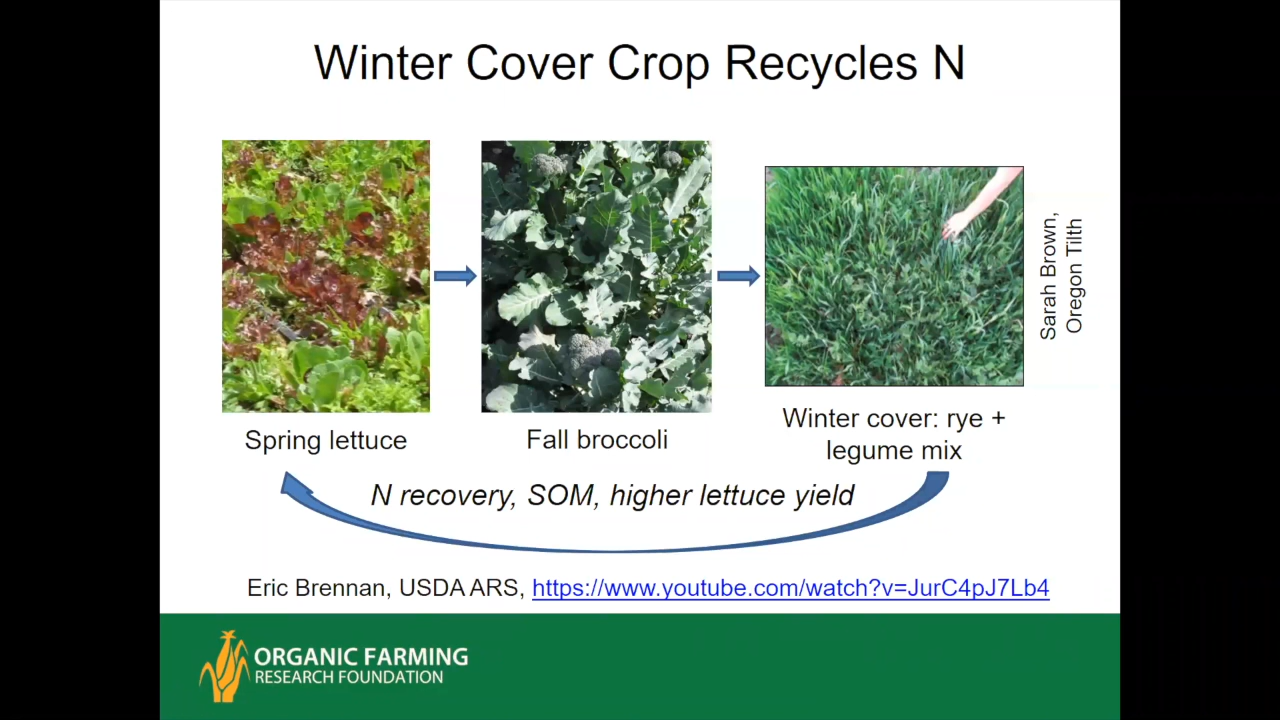 Winter Cover Crop Recycles N
Sarah Brown,
Oregon Tilth
Spring lettuce
Fall broccoli
Winter cover: rye +
legume mix
N recovery, SOM, higher lettuce yield
Eric Brennan, USDA ARS, https://www.youtube.com/watch?v=JurC4pJ7Lb4
ORGANIC FARMING
RESEARCH FOUNDATION